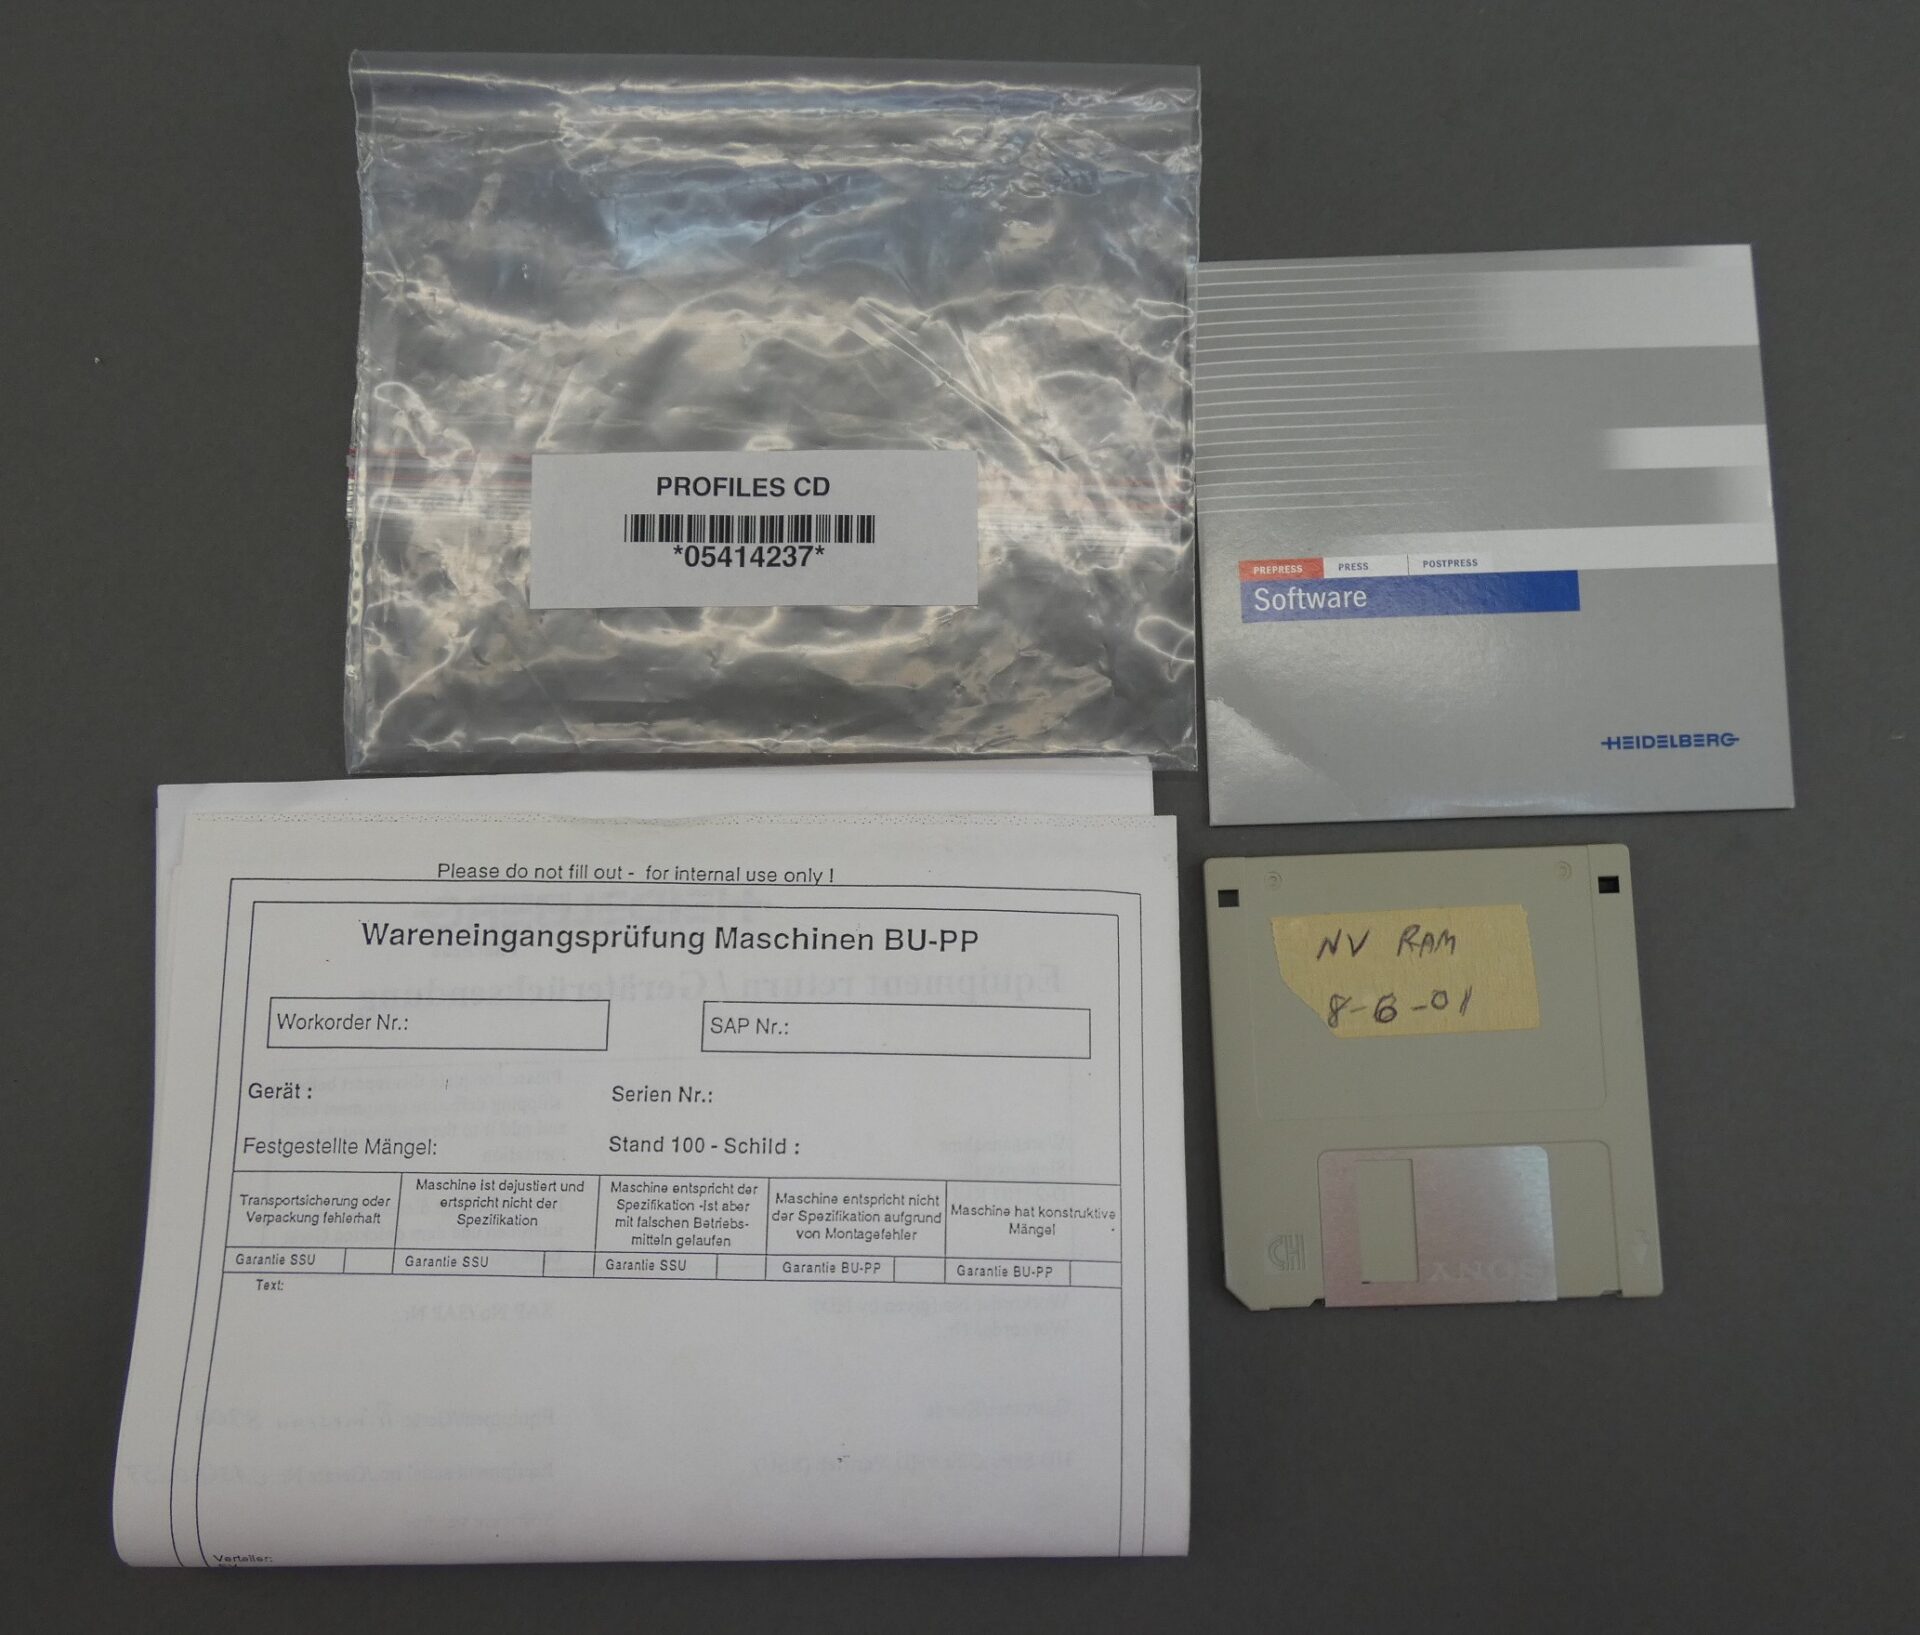 PROFILES CD
*05414237*
PREPRESS PRESS POSTPRESS
Software
HEIDELBERG
Please do not fill out - for internal use only !
Wareneingangsprüfung Maschinen BU-PP
Workorder Nr.:
SAP Nr.:
Gerät :
Serien Nr.:
Festgestellte Mängel:
Stand 100 - Schild :
Transportsicherung oder
Verpackung fehlerhaft
Maschine ist dejustiert und
ertspricht nicht der
Spezifikation
Maschine entspricht der
Spezifikation -Ist aber
mit falschen Betriebs-
mitteln gelaufen
Maschine entspricht nicht
der Spezifikation aufgrund
von Montagefehler
Maschine hat konstruktive
Mängel
Garantie SSU
Garantie SSU
Garantie SSU
Garantie BU-PP
Garantie BU-PP
Text:
Verteiler:
NV RAM
8-6-01
HD
SONY